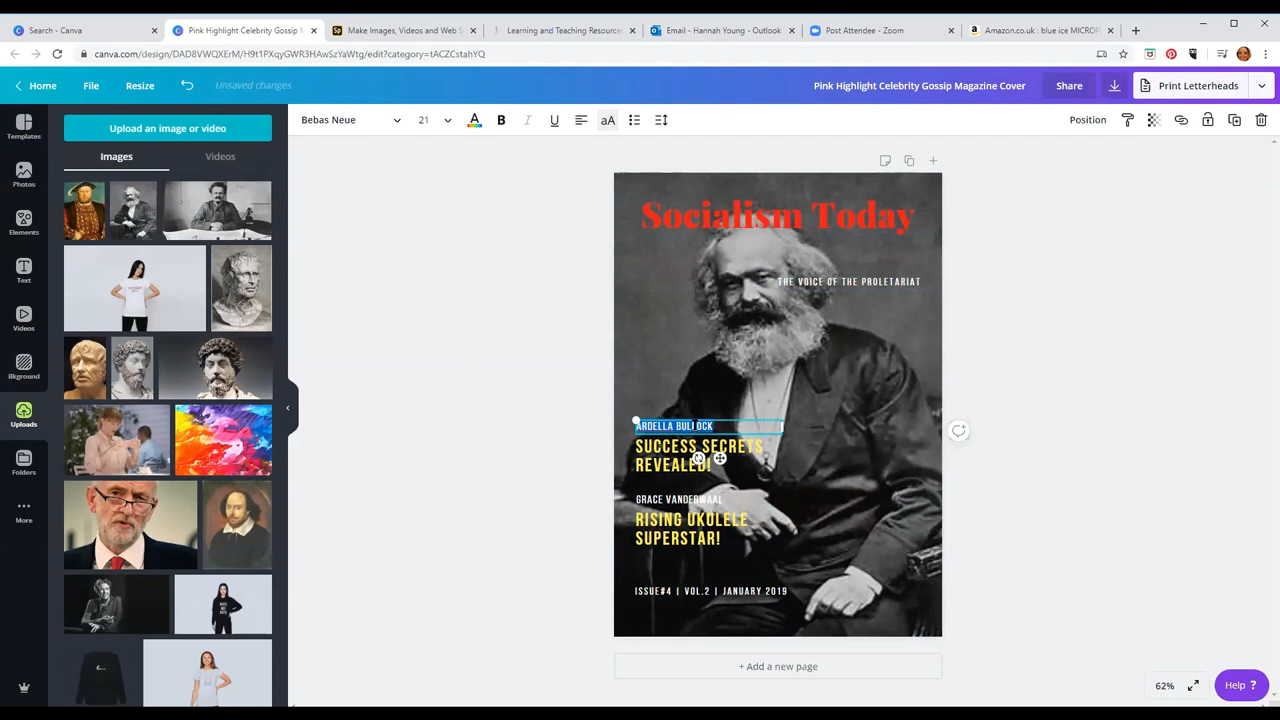 Search - Canva
Pink Highlight Celebrity Gossip M
Make Images, Videos and Web S
Learning and Teaching Resource
Email - Hannah Young - Outlook
Post Attendee - Zoom
Amazon.co.uk : blue ice MICROF
canva.com/design/DAD8VWQXErM/H9t1PXqyGWR3HAwSzYaWtg/edit?category=tACZCstahYQ
Home
File
Resize
Unsaved changes
Pink Highlight Celebrity Gossip Magazine Cover
Share
Print Letterheads
Templates
Photos
Elements
Text
Videos
Bkground
Uploads
Folders
More
Upload an image or video
Images
Videos
Bebas Neue
21
A
B
I
U
aA
Position
Socialism Today
THE VOICE OF THE PROLETARIAT
ARDELLA BULLOCK
SUCCESS SECRETS
REVEALED!
GRACE VANDERWAAL
RISING UKULELE
SUPERSTAR!
ISSUE#4 | VOL.2 | JANUARY 2019
+ Add a new page
62%
Help ?